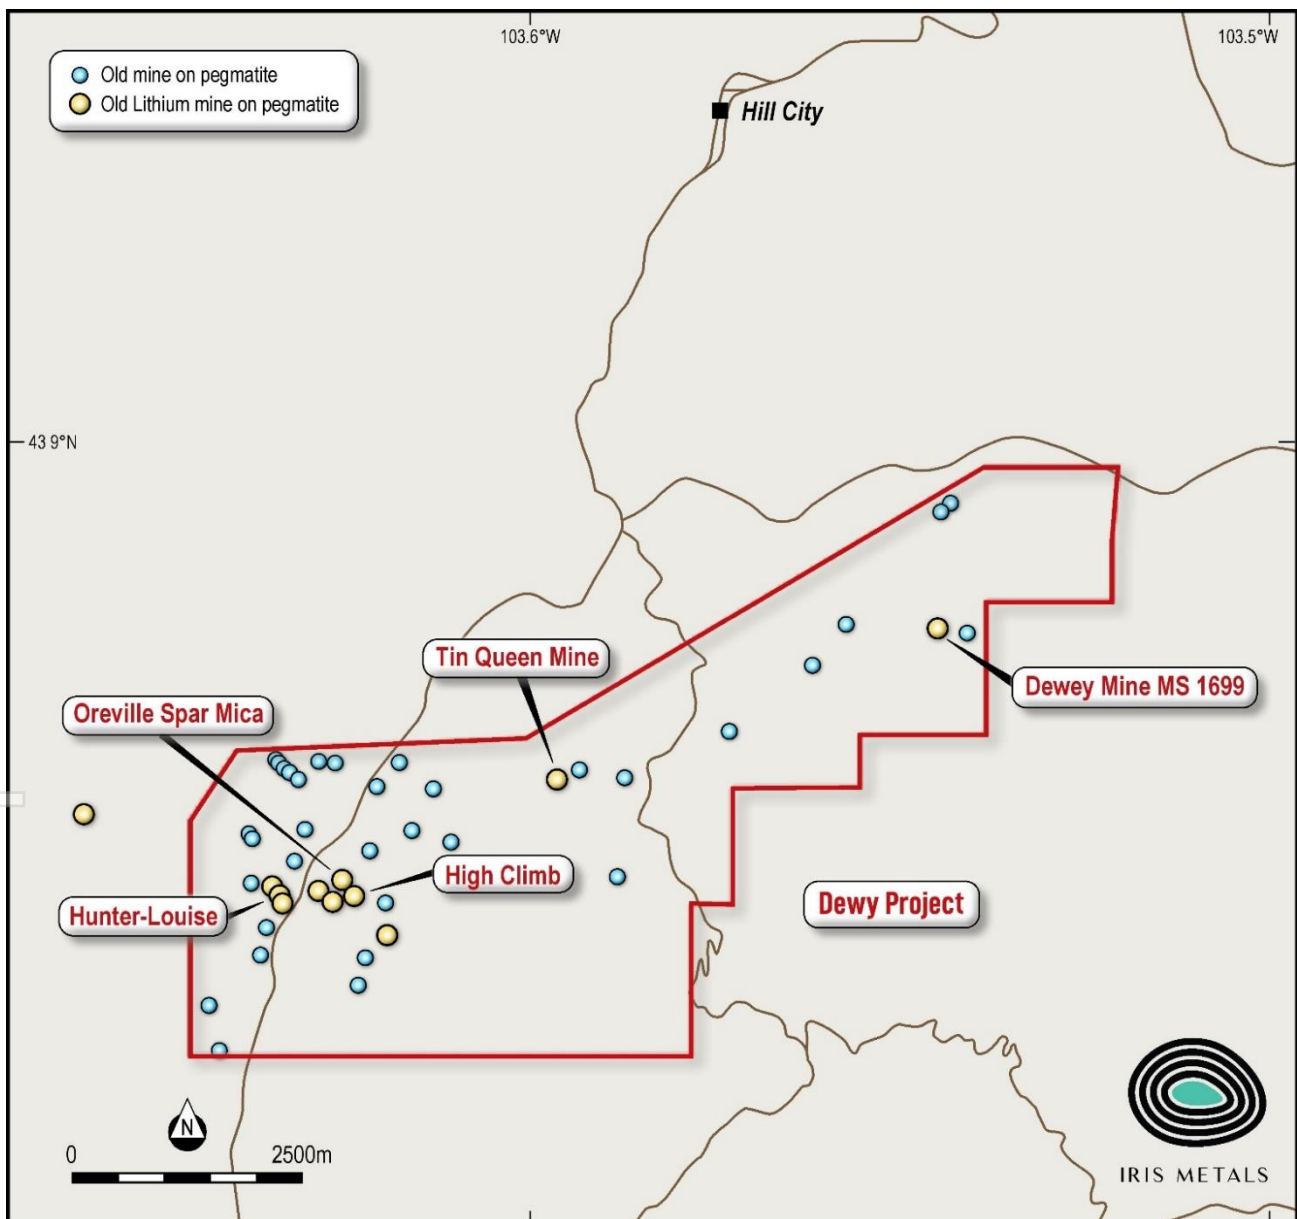 103.6°W
103.5°W
Old mine on pegmatite
Old Lithium mine on pegmatite
Hill City
43 9°N
Tin Queen Mine
Dewey Mine MS 1699
Oreville Spar Mica
High Climb
Hunter-Louise
Dewy Project
N
0 2500m
IRIS METALS